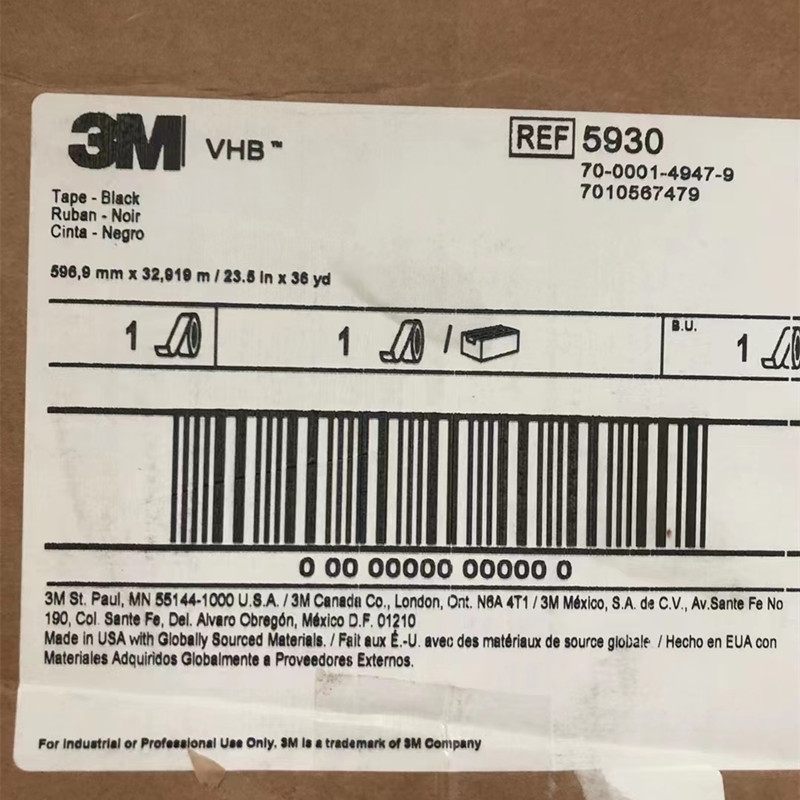 3M VHB™
REF 5930
70-0001-4947-9
7010567479
Tape - Black
Ruban - Noir
Cinta - Negro
596,9 mm x 32,919 m / 23.5 in x 36 yd
1 1 / B.U. 1
0 00 00000 00000 0
3M St. Paul, MN 55144-1000 U.S.A. / 3M Canada Co., London, Ont. N6A 4T1 / 3M México, S.A. de C.V., Av.Sante Fe No
190, Col. Sante Fe, Del. Alvaro Obregón, México D.F. 01210
Made in USA with Globally Sourced Materials. / Fait aux É.-U. avec des matériaux de source globale / Hecho en EUA con
Materiales Adquiridos Globalmente a Proveedores Externos.
For Industrial or Professional Use Only. 3M is a trademark of 3M Company